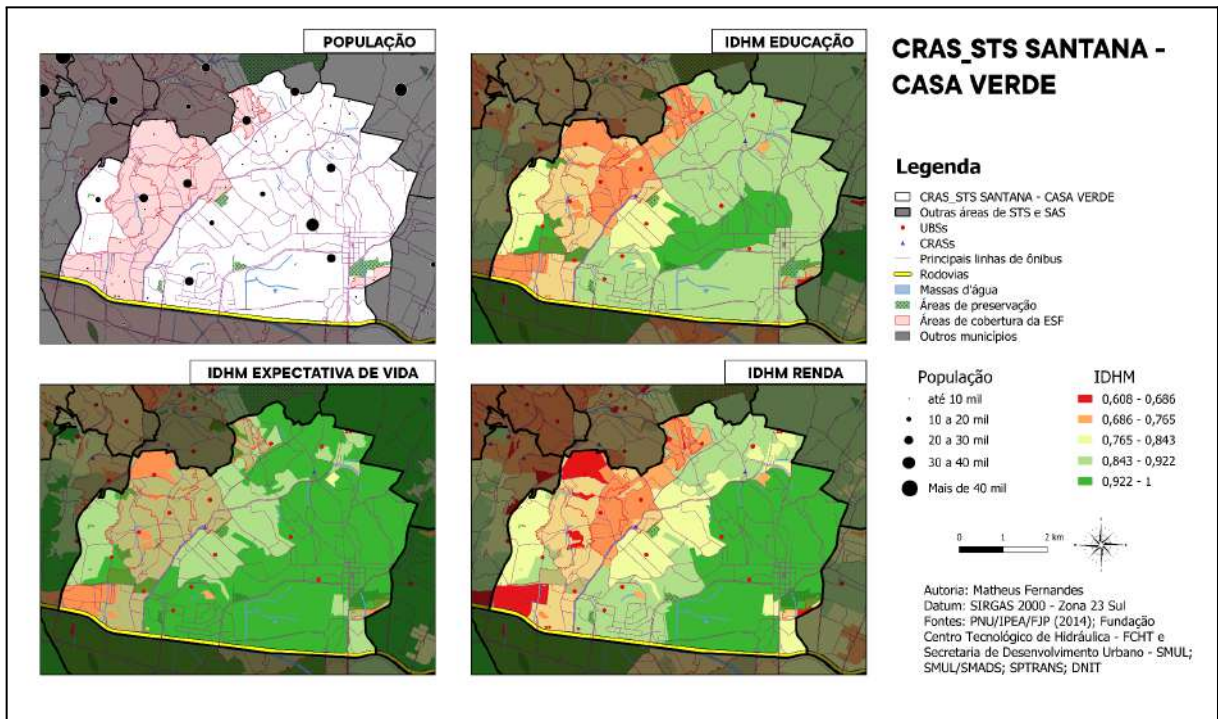 POPULAÇÃO
IDHM EDUCAÇÃO
IDHM EXPECTATIVA DE VIDA
IDHM RENDA
CRAS_STS SANTANA -
CASA VERDE
Legenda
CRAS_STS SANTANA - CASA VERDE
Outras áreas de STS e SAS
UBSs
CRASs
Principais linhas de ônibus
Rodovias
Massas d'água
Áreas de preservação
Áreas de cobertura da ESF
Outros municípios
População
até 10 mil
10 a 20 mil
20 a 30 mil
30 a 40 mil
Mais de 40 mil
IDHM
0,608 - 0,686
0,686 - 0,765
0,765 - 0,843
0,843 - 0,922
0,922 - 1
0 1 2 km
Autoria: Matheus Fernandes
Datum: SIRGAS 2000 - Zona 23 Sul
Fontes: PNU/IPEA/FJP (2014); Fundação
Centro Tecnológico de Hidráulica - FCHT e
Secretaria de Desenvolvimento Urbano - SMUL;
SMUL/SMADS; SPTRANS; DNIT